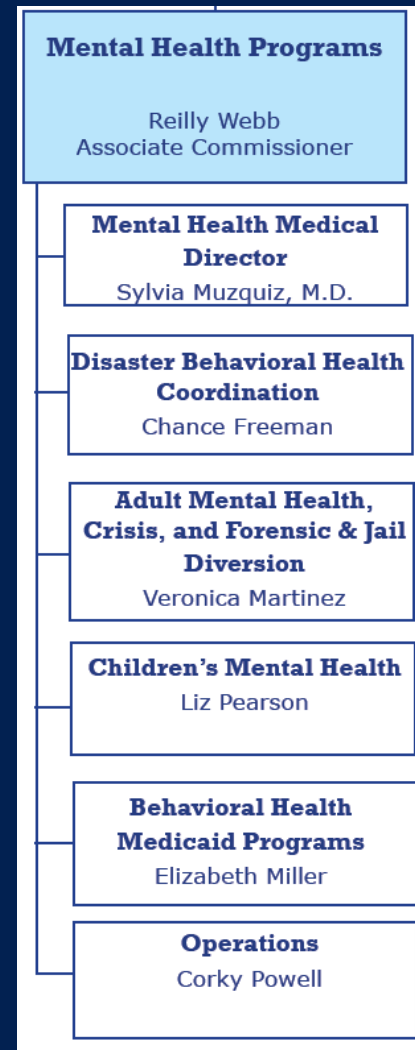 Mental Health Programs
Reilly Webb
Associate Commissioner
Mental Health Medical
Director
Sylvia Muzquiz, M.D.
Disaster Behavioral Health
Coordination
Chance Freeman
Adult Mental Health,
Crisis, and Forensic & Jail
Diversion
Veronica Martinez
Children’s Mental Health
Liz Pearson
Behavioral Health
Medicaid Programs
Elizabeth Miller
Operations
Corky Powell